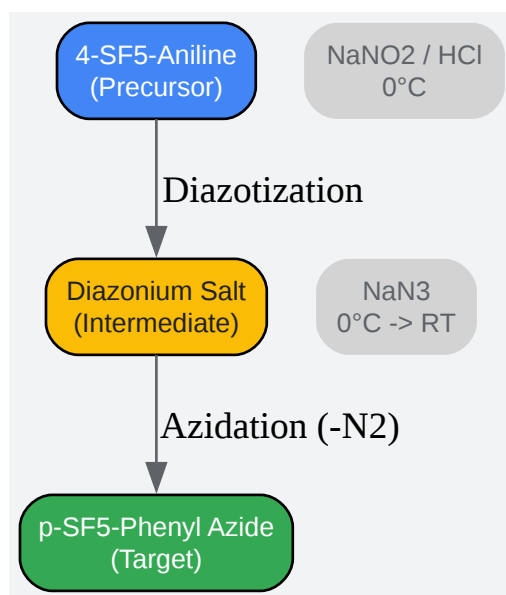 4-SF5-Aniline
(Precursor)
NaNO2 / HCl
0°C
Diazotization
Diazonium Salt
(Intermediate)
NaN3
0°C -> RT
Azidation (-N2)
p-SF5-Phenyl Azide
(Target)